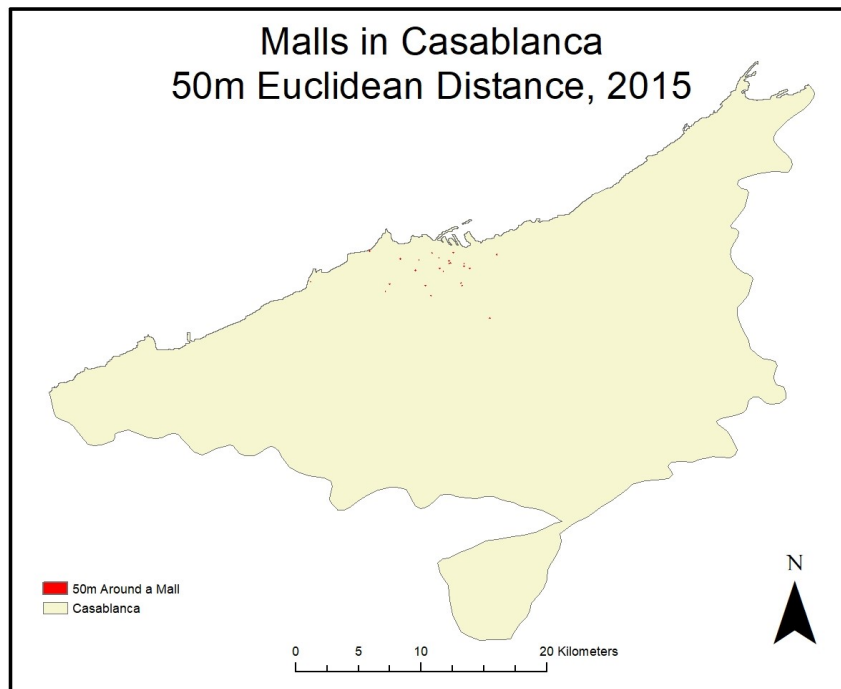 Malls in Casablanca
50m Euclidean Distance, 2015
50m Around a Mall
Casablanca
N
0 5 10 20 Kilometers